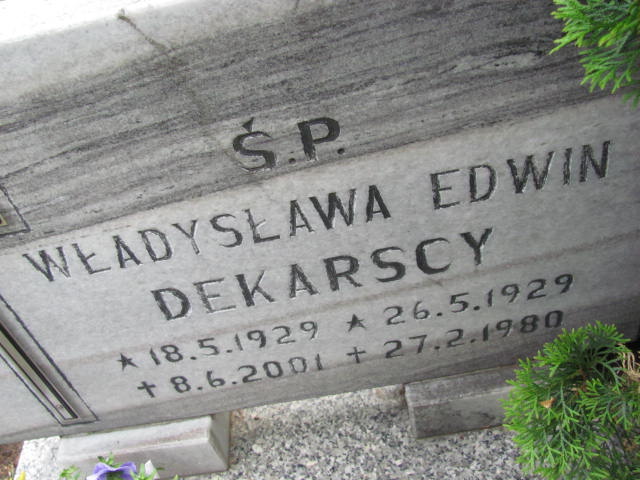 Ś.P.
WŁADYSŁAWA EDWIN
DEKARSCY
★ 18.5.1929 ★ 26.5.1929
+ 8.6.2001 + 27.2.1980